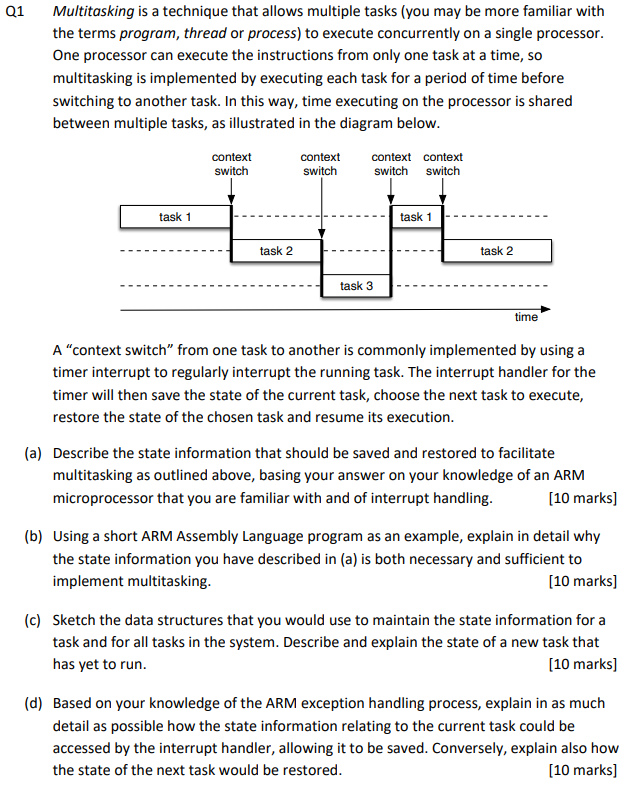 Q1 Multitasking is a technique that allows multiple tasks (you may be more familiar with
the terms program, thread or process) to execute concurrently on a single processor.
One processor can execute the instructions from only one task at a time, so
multitasking is implemented by executing each task for a period of time before
switching to another task. In this way, time executing on the processor is shared
between multiple tasks, as illustrated in the diagram below.
context context context context
switch switch switch switch
task 1 task 1
task 2 task 2
task 3
time
A “context switch” from one task to another is commonly implemented by using a
timer interrupt to regularly interrupt the running task. The interrupt handler for the
timer will then save the state of the current task, choose the next task to execute,
restore the state of the chosen task and resume its execution.
(a) Describe the state information that should be saved and restored to facilitate
multitasking as outlined above, basing your answer on your knowledge of an ARM
microprocessor that you are familiar with and of interrupt handling. [10 marks]
(b) Using a short ARM Assembly Language program as an example, explain in detail why
the state information you have described in (a) is both necessary and sufficient to
implement multitasking. [10 marks]
(c) Sketch the data structures that you would use to maintain the state information for a
task and for all tasks in the system. Describe and explain the state of a new task that
has yet to run. [10 marks]
(d) Based on your knowledge of the ARM exception handling process, explain in as much
detail as possible how the state information relating to the current task could be
accessed by the interrupt handler, allowing it to be saved. Conversely, explain also how
the state of the next task would be restored. [10 marks]